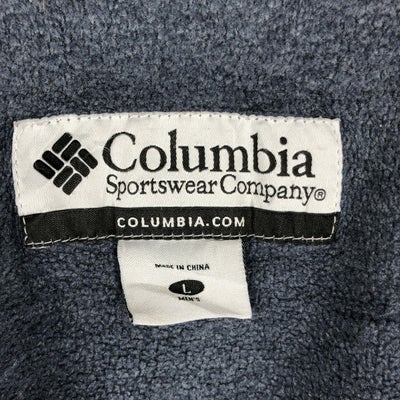 Columbia
Sportswear Company®
COLUMBIA.COM
MADE IN CHINA
L
MEN'S